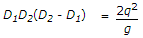 D₁D₂(D₂ - D₁) = 2q²/g